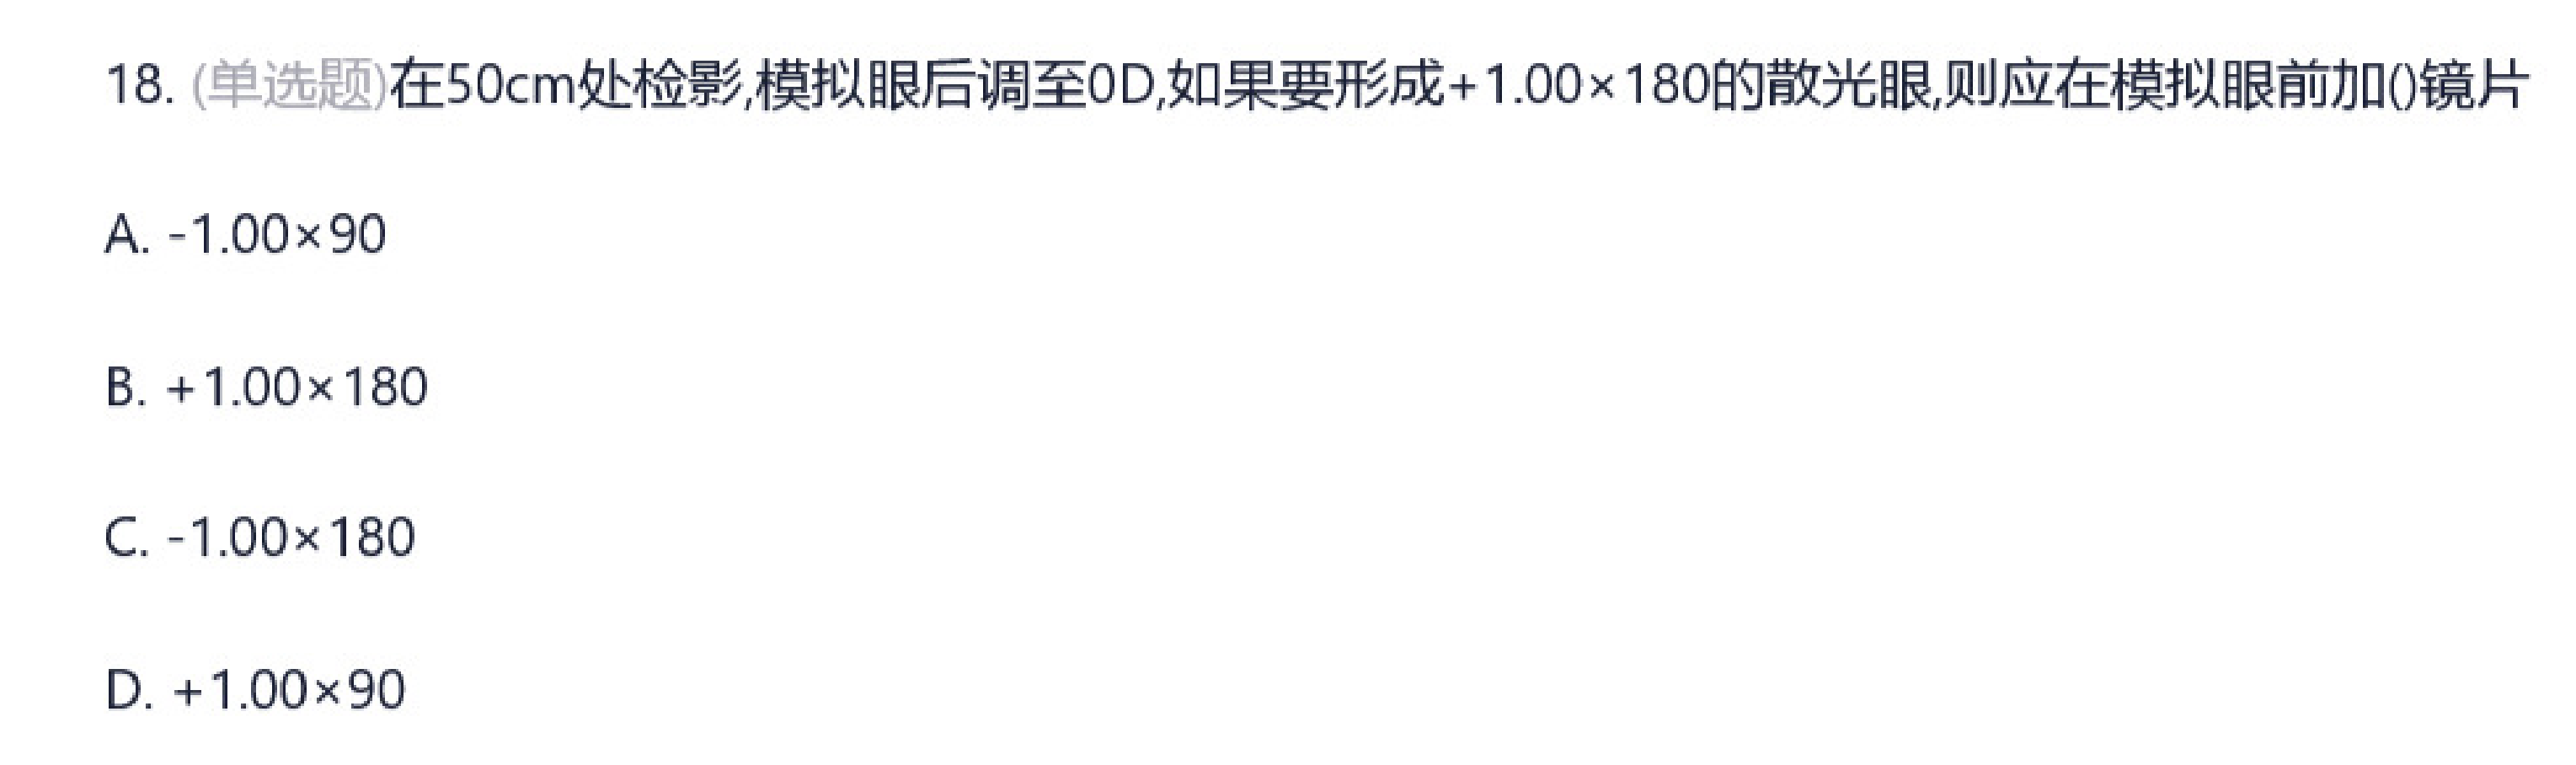 18. (单选题)在50cm处检影,模拟眼后调至0D,如果要形成+1.00×180的散光眼,则应在模拟眼前加()镜片
A. -1.00×90
B. +1.00×180
C. -1.00×180
D. +1.00×90